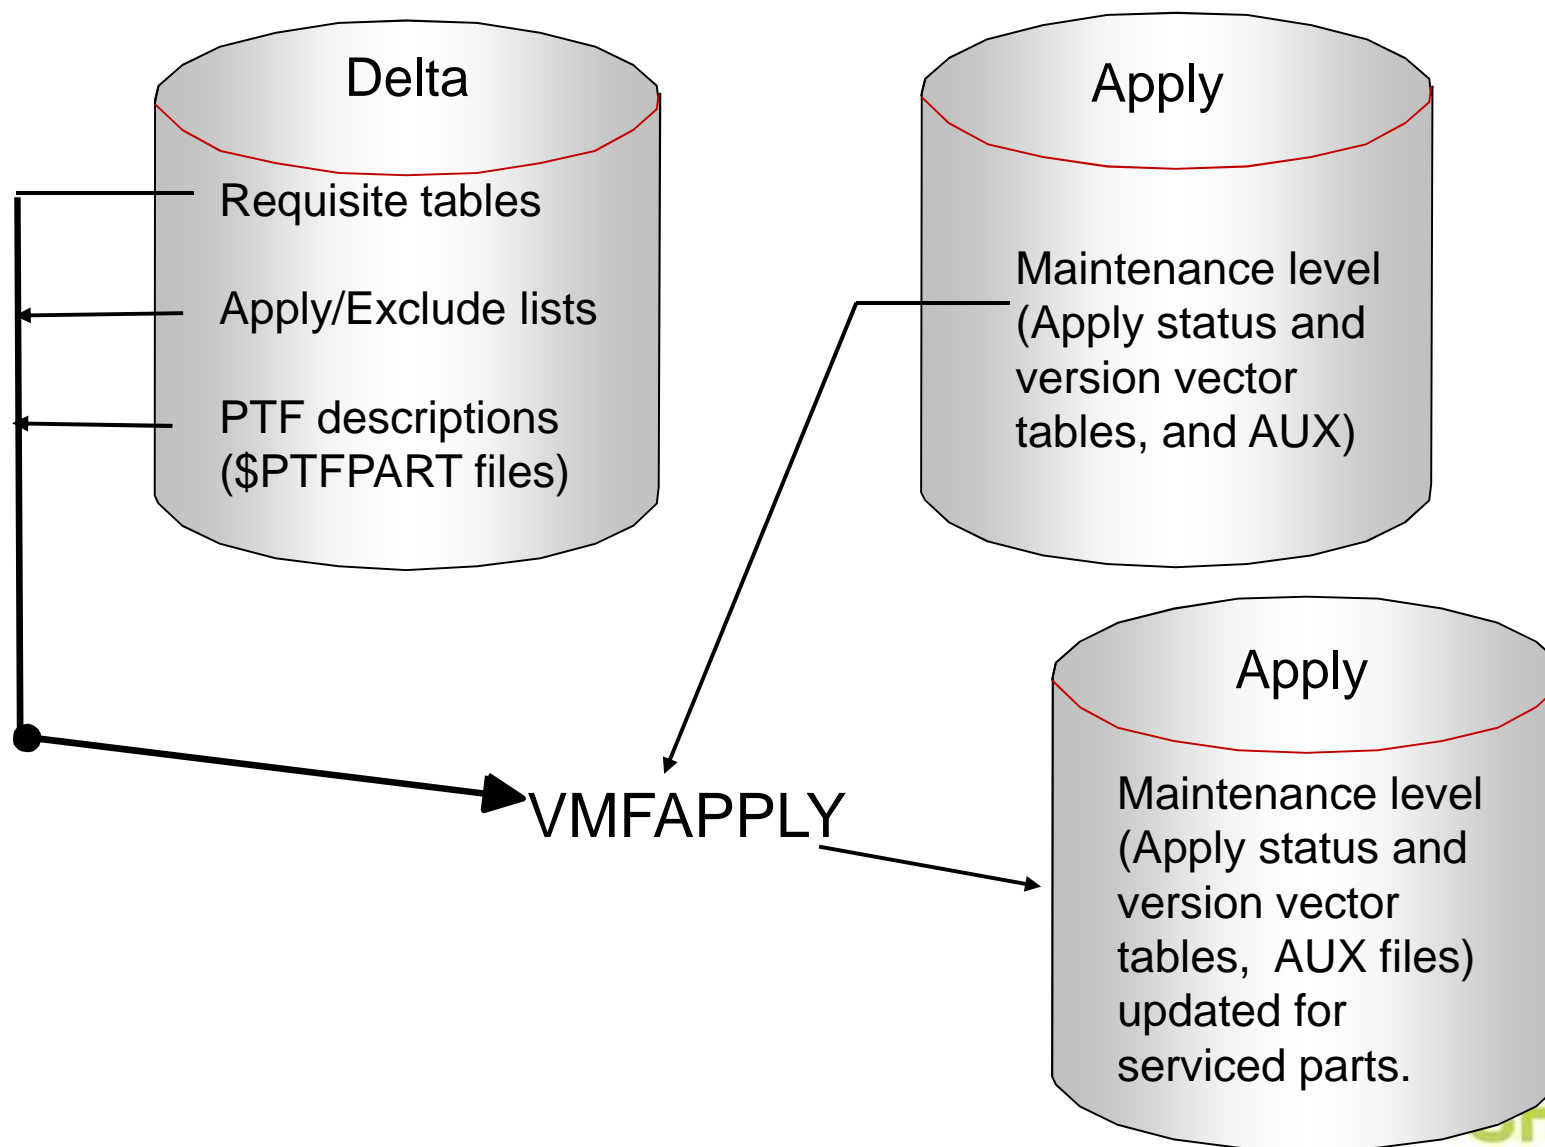 Delta
Requisite tables
Apply/Exclude lists
PTF descriptions
($PTFPART files)
Apply
Maintenance level
(Apply status and
version vector
tables, and AUX)
VMFAPPLY
Apply
Maintenance level
(Apply status and
version vector
tables,  AUX files)
updated for
serviced parts.